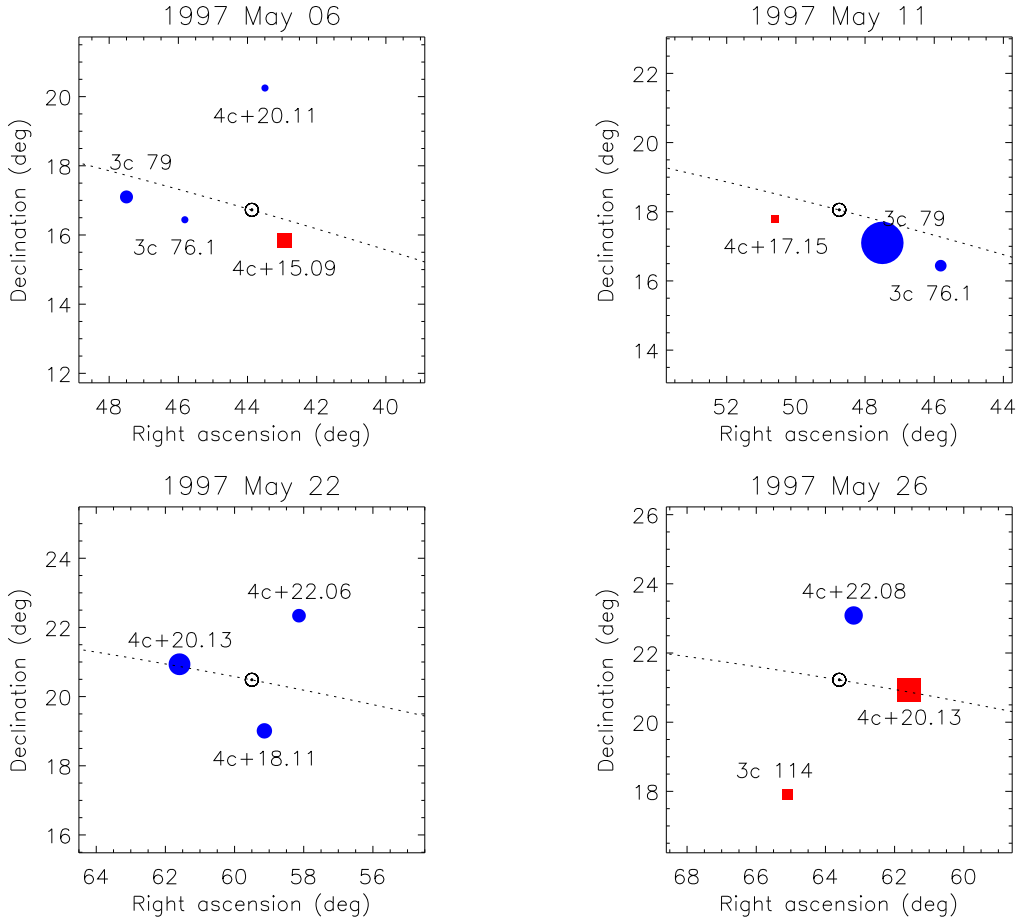 1997 May 06
20
18
16
14
12
48 46 44 42 40
Declination (deg)
Right ascension (deg)
4c+20.11
3c 79
3c 76.1
4c+15.09
1997 May 11
22
20
18
16
14
52 50 48 46 44
Declination (deg)
Right ascension (deg)
3c 79
4c+17.15
3c 76.1
1997 May 22
24
22
20
18
16
64 62 60 58 56
Declination (deg)
Right ascension (deg)
4c+22.06
4c+20.13
4c+18.11
1997 May 26
26
24
22
20
18
68 66 64 62 60
Declination (deg)
Right ascension (deg)
4c+22.08
4c+20.13
3c 114